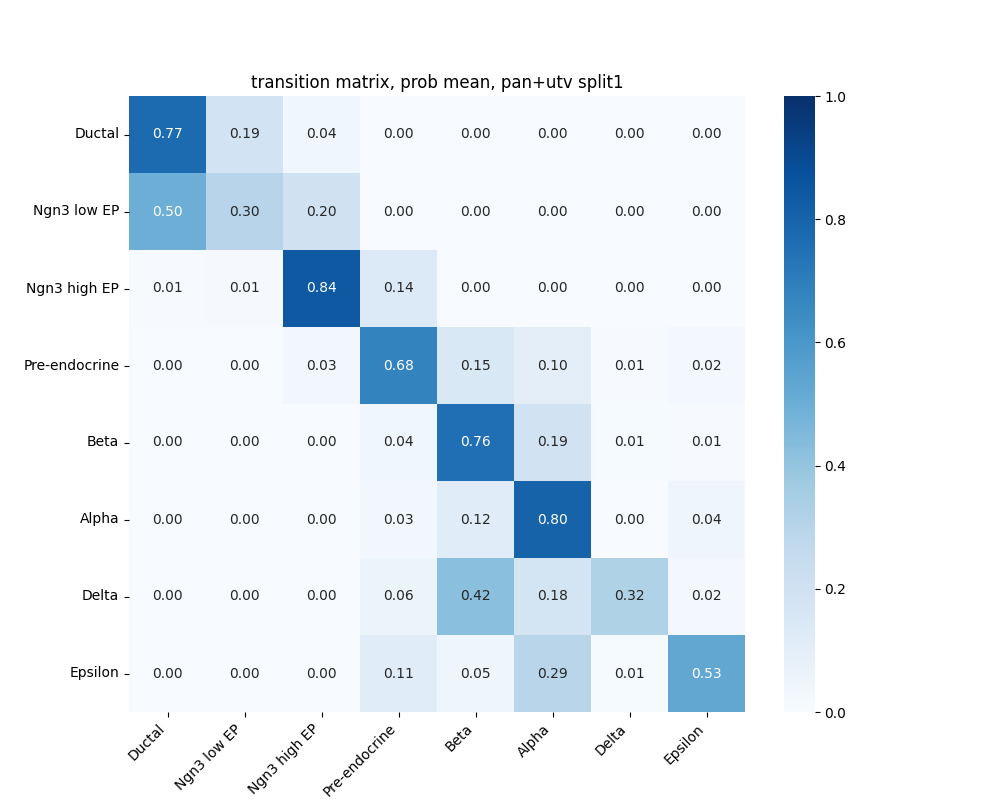 transition matrix, prob mean, pan+utv split1
Ductal 0.77 0.19 0.04 0.00 0.00 0.00 0.00 0.00
Ngn3 low EP 0.50 0.30 0.20 0.00 0.00 0.00 0.00 0.00
Ngn3 high EP 0.01 0.01 0.84 0.14 0.00 0.00 0.00 0.00
Pre-endocrine 0.00 0.00 0.03 0.68 0.15 0.10 0.01 0.02
Beta 0.00 0.00 0.00 0.04 0.76 0.19 0.01 0.01
Alpha 0.00 0.00 0.00 0.03 0.12 0.80 0.00 0.04
Delta 0.00 0.00 0.00 0.06 0.42 0.18 0.32 0.02
Epsilon 0.00 0.00 0.00 0.11 0.05 0.29 0.01 0.53
Ductal
Ngn3 low EP
Ngn3 high EP
Pre-endocrine
Beta
Alpha
Delta
Epsilon
1.0
0.8
0.6
0.4
0.2
0.0